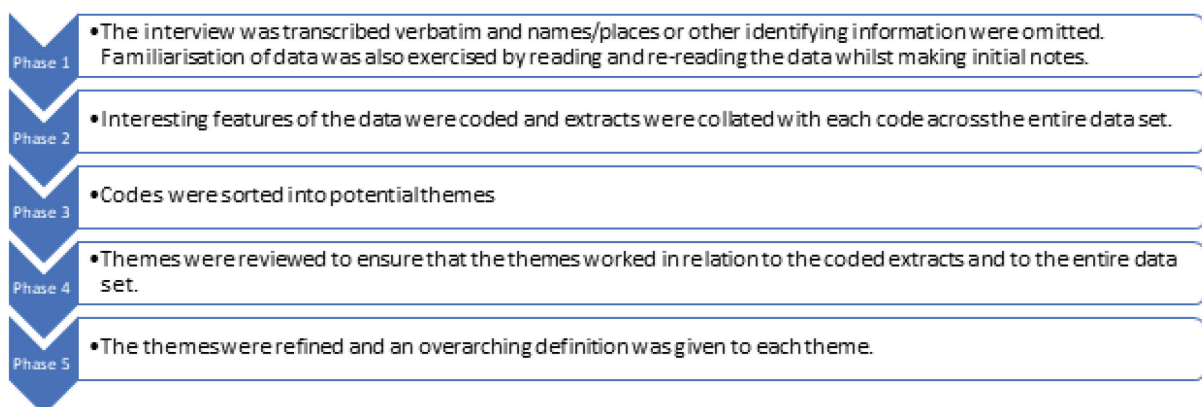 Phase 1
•The interview was transcribed verbatim and names/places or other identifying information were omitted.
Familiarisation of data was also exercised by reading and re-reading the data whilst making initial notes.
Phase 2
•Interesting features of the data were coded and extracts were collated with each code across the entire data set.
Phase 3
•Codes were sorted into potential themes
Phase 4
•Themes were reviewed to ensure that the themes worked in relation to the coded extracts and to the entire data
set.
Phase 5
•The themes were refined and an overarching definition was given to each theme.